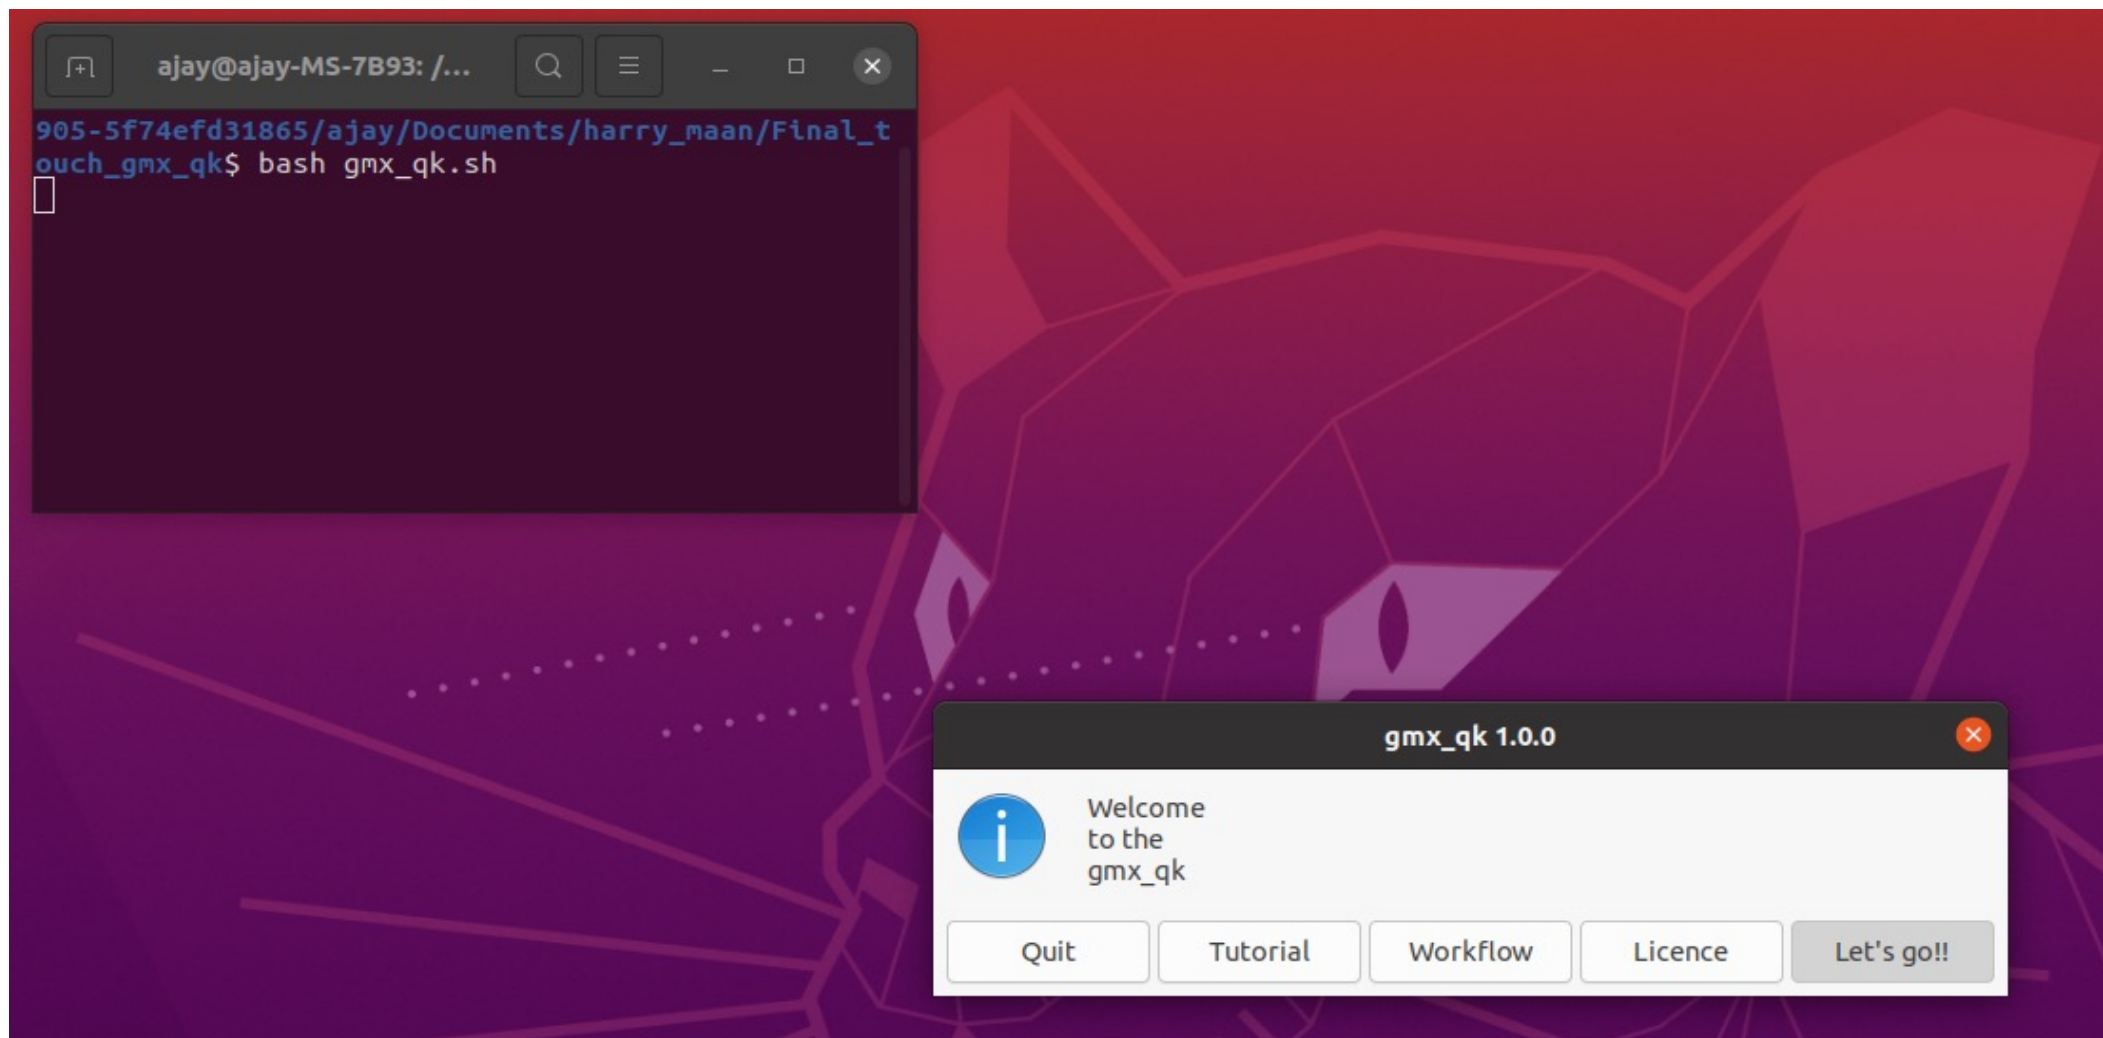 ajay@ajay-MS-7B93: /...
905-5f74efd31865/ajay/Documents/harry_maan/Final_t
ouch_gmx_qk$ bash gmx_qk.sh
gmx_qk 1.0.0
Welcome
to the
gmx_qk
Quit Tutorial Workflow Licence Let's go!!